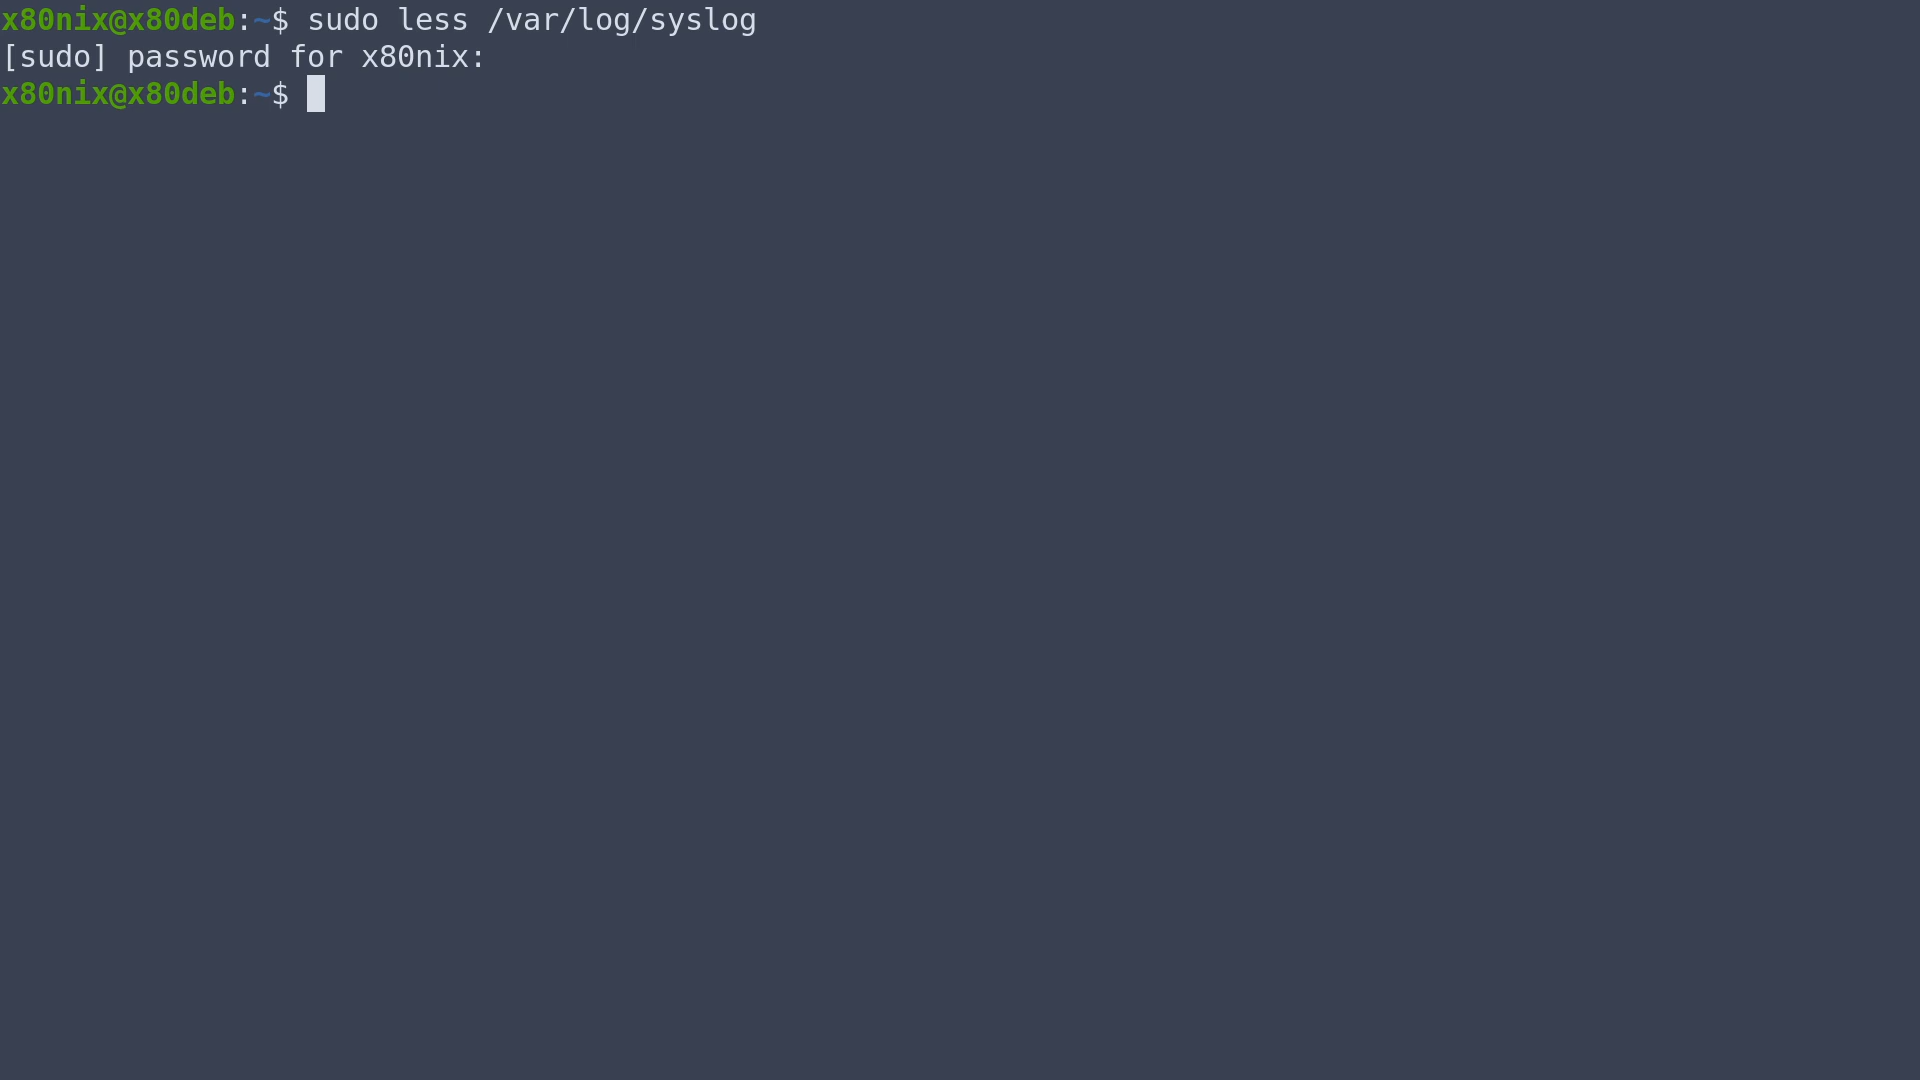 x80nix@x80deb:~$ sudo less /var/log/syslog
[sudo] password for x80nix:
x80nix@x80deb:~$